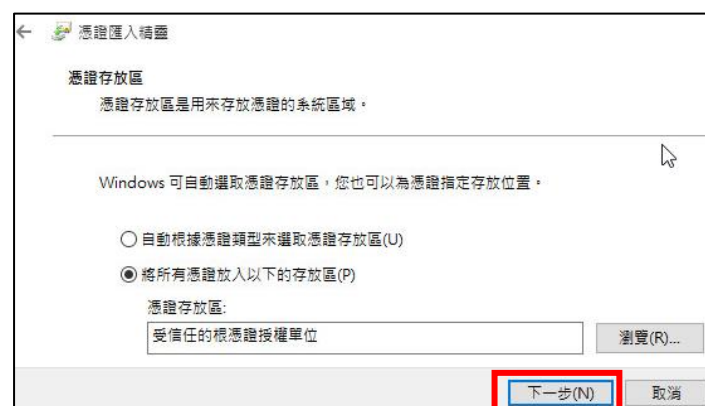 憑證匯入精靈
憑證存放區
憑證存放區是用來存放憑證的系統區域。
Windows 可自動選取憑證存放區，您也可以為憑證指定存放位置。
自動根據憑證類型來選取憑證存放區(U)
將所有憑證放入以下的存放區(P)
憑證存放區:
受信任的根憑證授權單位 瀏覽(R)...
下一步(N) 取消